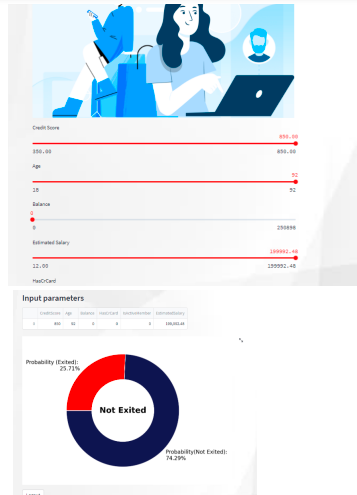 Credit Score
850.00
350.00 850.00
Age
92
18 92
Balance
0
0 250898
Estimated Salary
199992.48
12.00 199992.48
HasCrCard
Input parameters
CreditScore Age Balance HasCrCard IsActiveMember EstimatedSalary
1 850 92 0 0 199,992.48
Probability (Exited):
25.71%
Not Exited
Probability(Not Exited):
74.29%